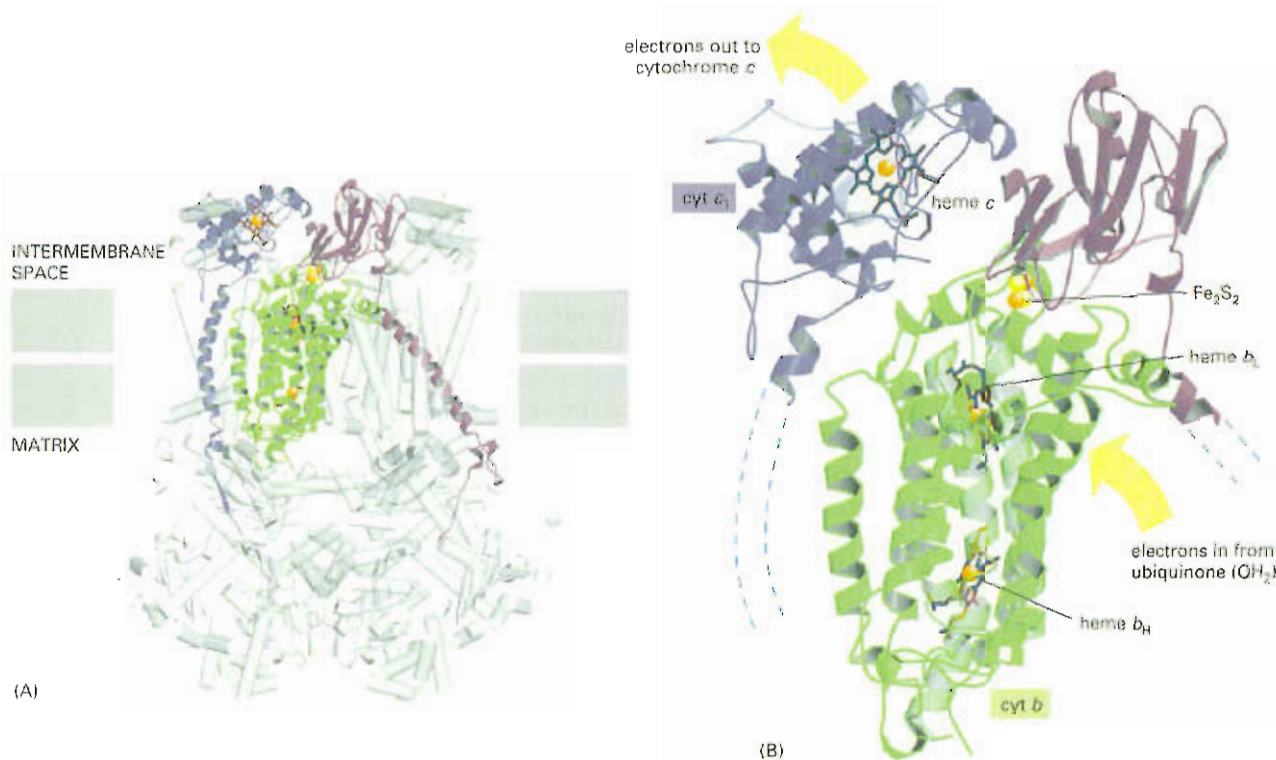 INTERMEMBRANE
SPACE
MATRIX
(A)
electrons out to
cytochrome c
cyt c₁
heme c
Fe₂S₂
heme bL
electrons in from
ubiquinone (QH₂)
heme bH
cyt b
(B)